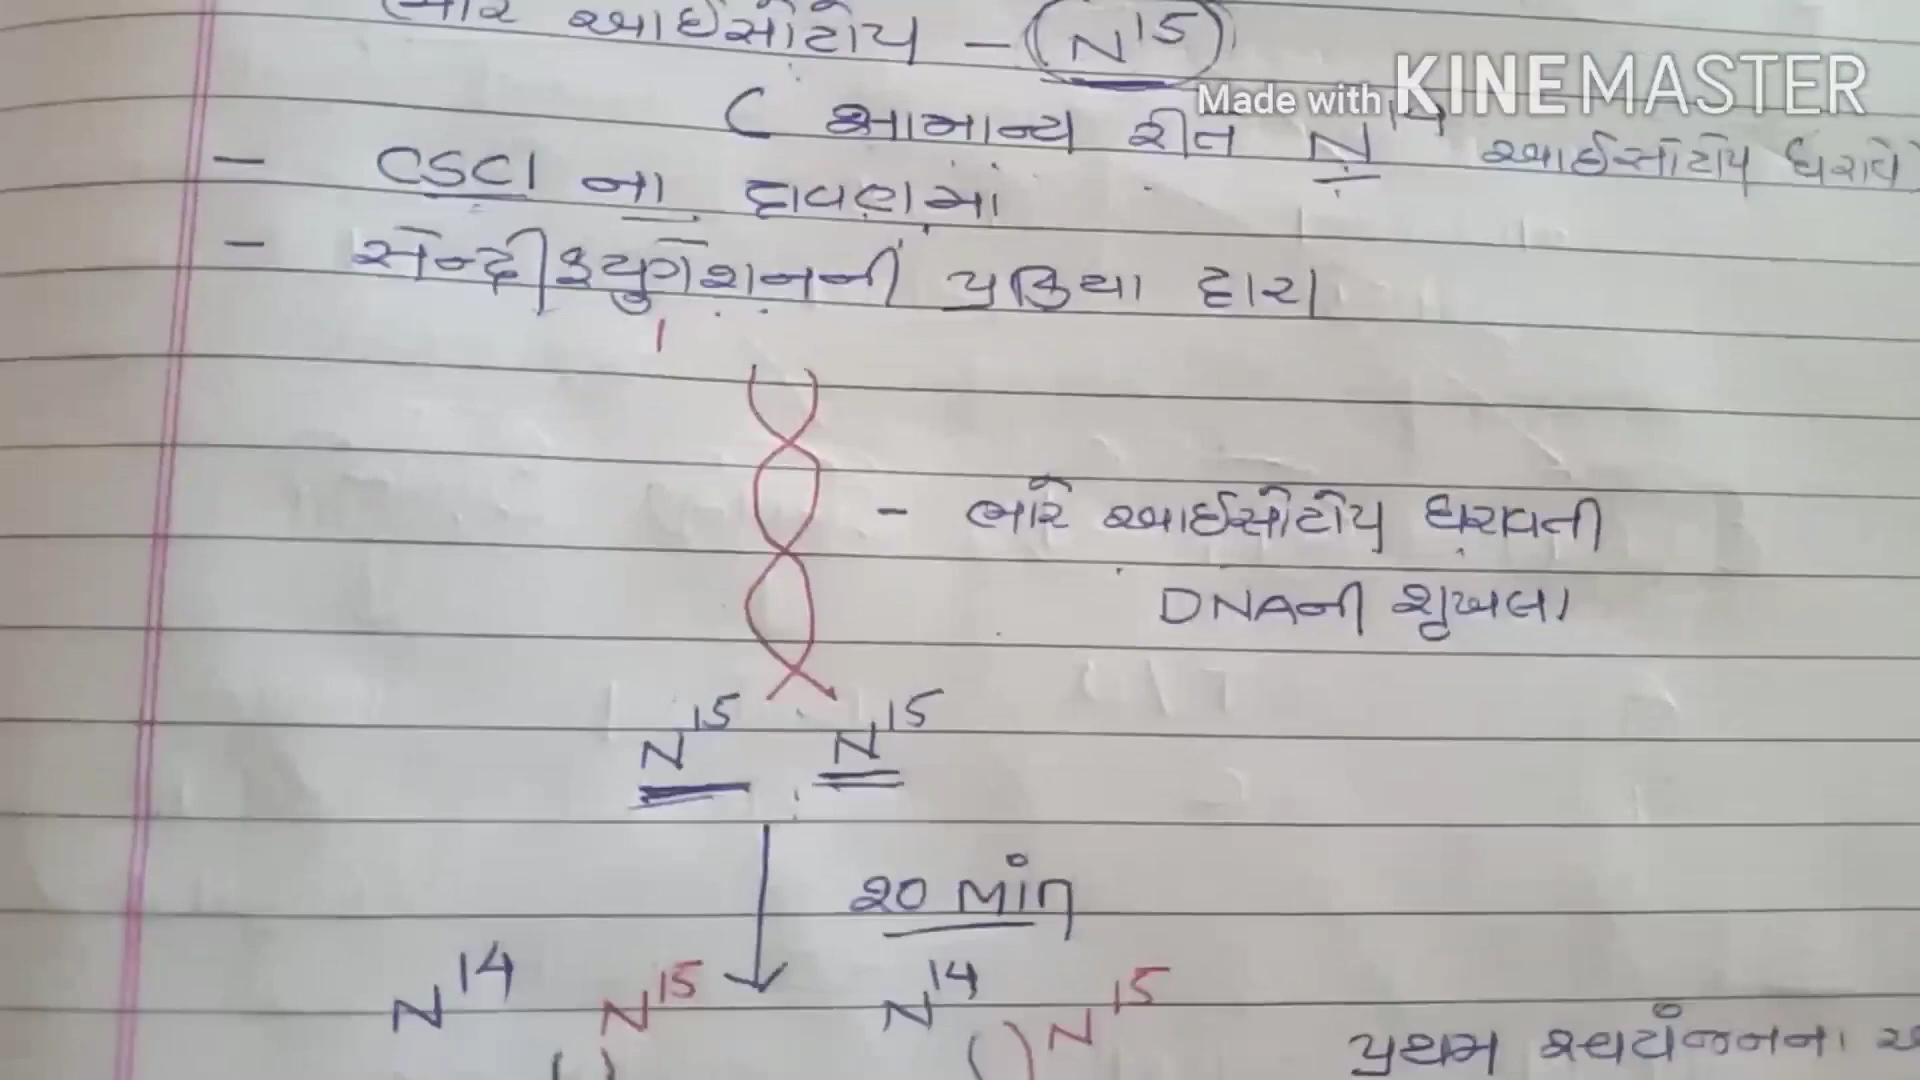 ભારે આઈસોટોપ - N15
Made with KINEMASTER
( સામાન્ય રીતે N14 આઈસોટોપ ધરાવે
- CSCl ના દ્રાવણમાં
- સેન્ટ્રીફ્યુગેશનની પ્રક્રિયા દ્વારા
- ભારે આઈસોટોપ ધરાવતી
DNAની શૃંખલા
N15 N15
20 Min
N14 N15 N14 N15
પ્રથમ સ્વયંજનના